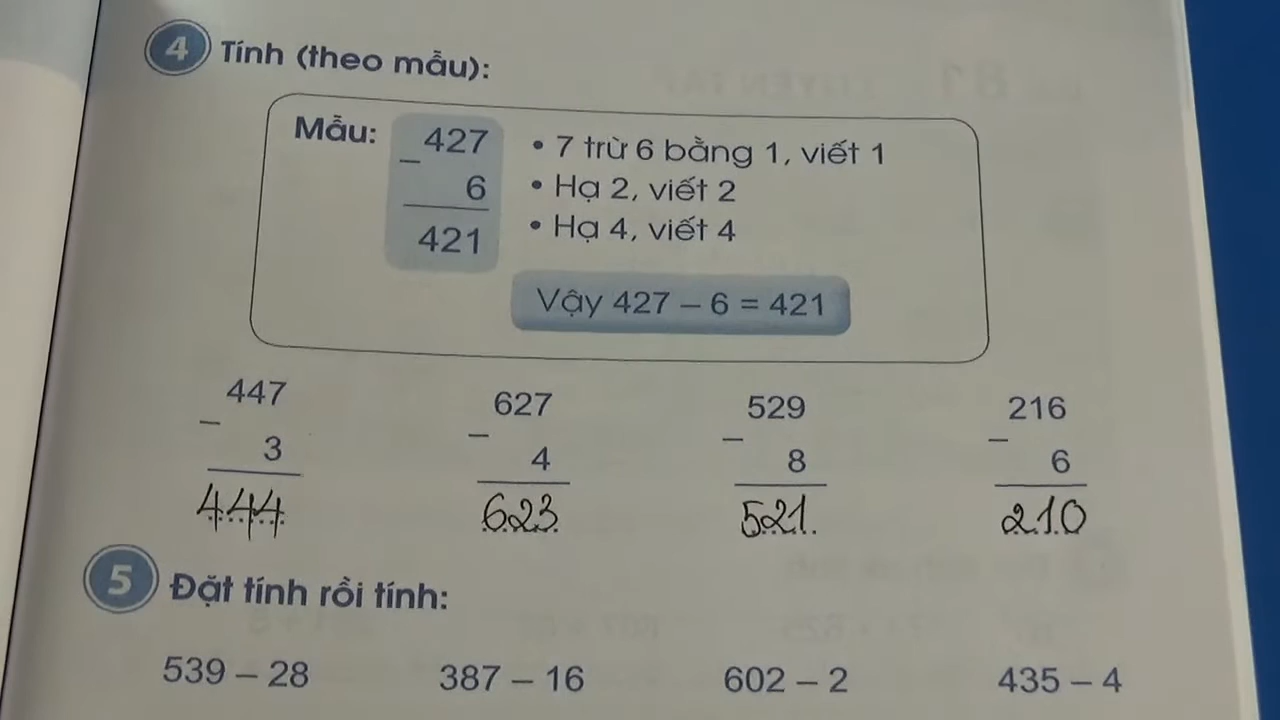 4 Tính (theo mẫu):
Mẫu: 427 • 7 trừ 6 bằng 1, viết 1
– 6 • Hạ 2, viết 2
421 • Hạ 4, viết 4
Vậy 427 – 6 = 421
447 627 529 216
– 3 – 4 – 8 – 6
444 623 521 210
5 Đặt tính rồi tính:
539 – 28 387 – 16 602 – 2 435 – 4